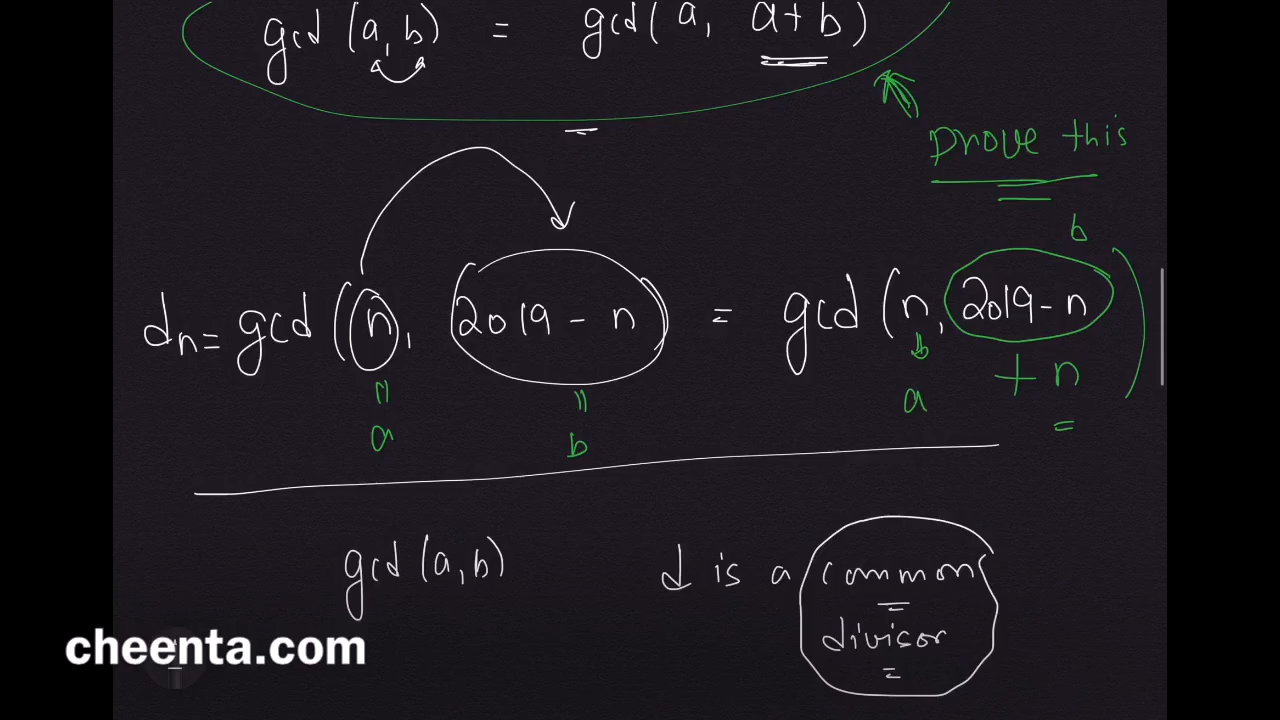 gcd (a, b) = gcd(a, a+b)
prove this
b
dn = gcd ((n), (2019 - n)) = gcd (n, 2019 - n
+ n)
a b a
=
gcd (a,b) d is a common
divisor
cheenta.com